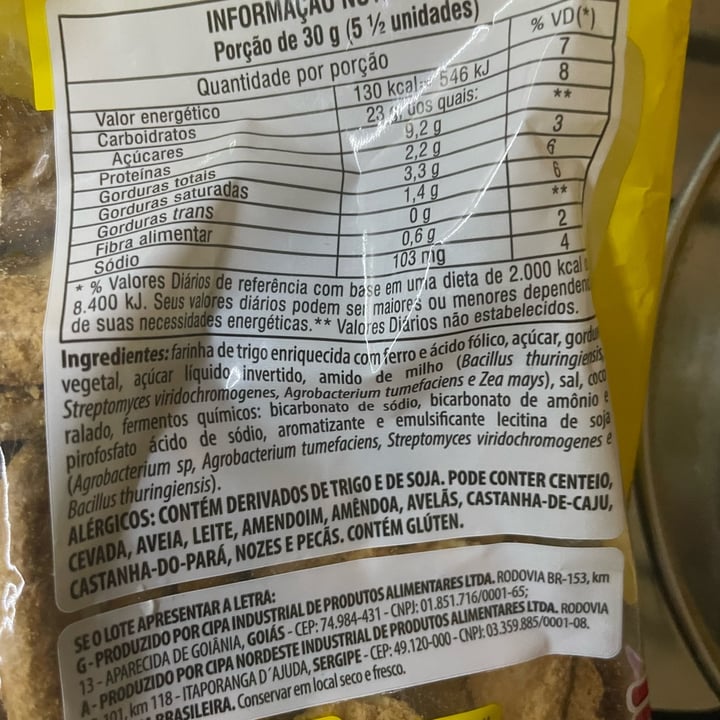 INFORMAÇÃO
Porção de 30 g (5 ½ unidades)
Quantidade por porção % VD(*)
Valor energético 130 kcal 546 kJ 7
Carboidratos 23 g, dos quais: 8
Açúcares 9,2 g **
Proteínas 2,2 g 3
Gorduras totais 3,3 g 6
Gorduras saturadas 1,4 g 6
Gorduras trans 0 g **
Fibra alimentar 0,6 g 2
Sódio 103 mg 4
* % Valores Diários de referência com base em uma dieta de 2.000 kcal
8.400 kJ. Seus valores diários podem ser maiores ou menores dependendo
de suas necessidades energéticas. ** Valores Diários não estabelecidos.
Ingredientes: farinha de trigo enriquecida com ferro e ácido fólico, açúcar, gordura
vegetal, açúcar líquido invertido, amido de milho (Bacillus thuringiensis,
Streptomyces viridochromogenes, Agrobacterium tumefaciens e Zea mays), sal, coco
ralado, fermentos químicos: bicarbonato de sódio, bicarbonato de amônio e
pirofosfato ácido de sódio, aromatizante e emulsificante lecitina de soja
(Agrobacterium sp, Agrobacterium tumefaciens, Streptomyces viridochromogenes e
Bacillus thuringiensis).
ALÉRGICOS: CONTÉM DERIVADOS DE TRIGO E DE SOJA. PODE CONTER CENTEIO,
CEVADA, AVEIA, LEITE, AMENDOIM, AMÊNDOA, AVELÃS, CASTANHA-DE-CAJU,
CASTANHA-DO-PARÁ, NOZES E PECÃS. CONTÉM GLÚTEN.
SE O LOTE APRESENTAR A LETRA:
G - PRODUZIDO POR CIPA INDUSTRIAL DE PRODUTOS ALIMENTARES LTDA. RODOVIA BR-153, km
13 - APARECIDA DE GOIÂNIA, GOIÁS - CEP: 74.984-431 - CNPJ: 01.851.716/0001-65;
A - PRODUZIDO POR CIPA NORDESTE INDUSTRIAL DE PRODUTOS ALIMENTARES LTDA. RODOVIA
101, km 118 - ITAPORANGA D'AJUDA, SERGIPE - CEP: 49.120-000 - CNPJ: 03.359.885/0001-08.
BRASILEIRA. Conservar em local seco e fresco.